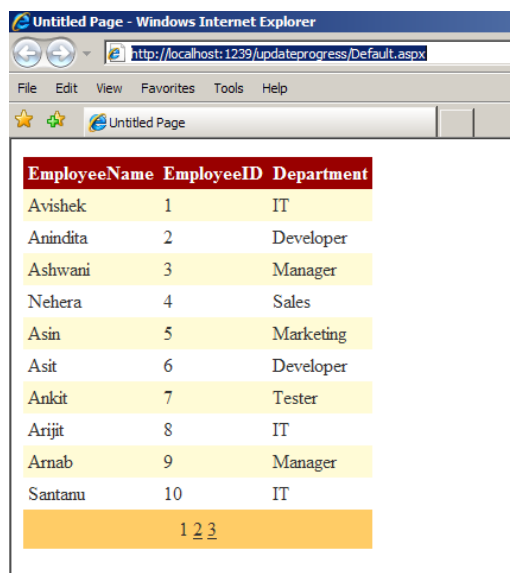 Untitled Page - Windows Internet Explorer
http://localhost:1239/updateprogress/Default.aspx
File Edit View Favorites Tools Help
Untitled Page
EmployeeName EmployeeID Department
Avishek 1 IT
Anindita 2 Developer
Ashwani 3 Manager
Nehera 4 Sales
Asin 5 Marketing
Asit 6 Developer
Ankit 7 Tester
Arijit 8 IT
Arnab 9 Manager
Santanu 10 IT
1 2 3